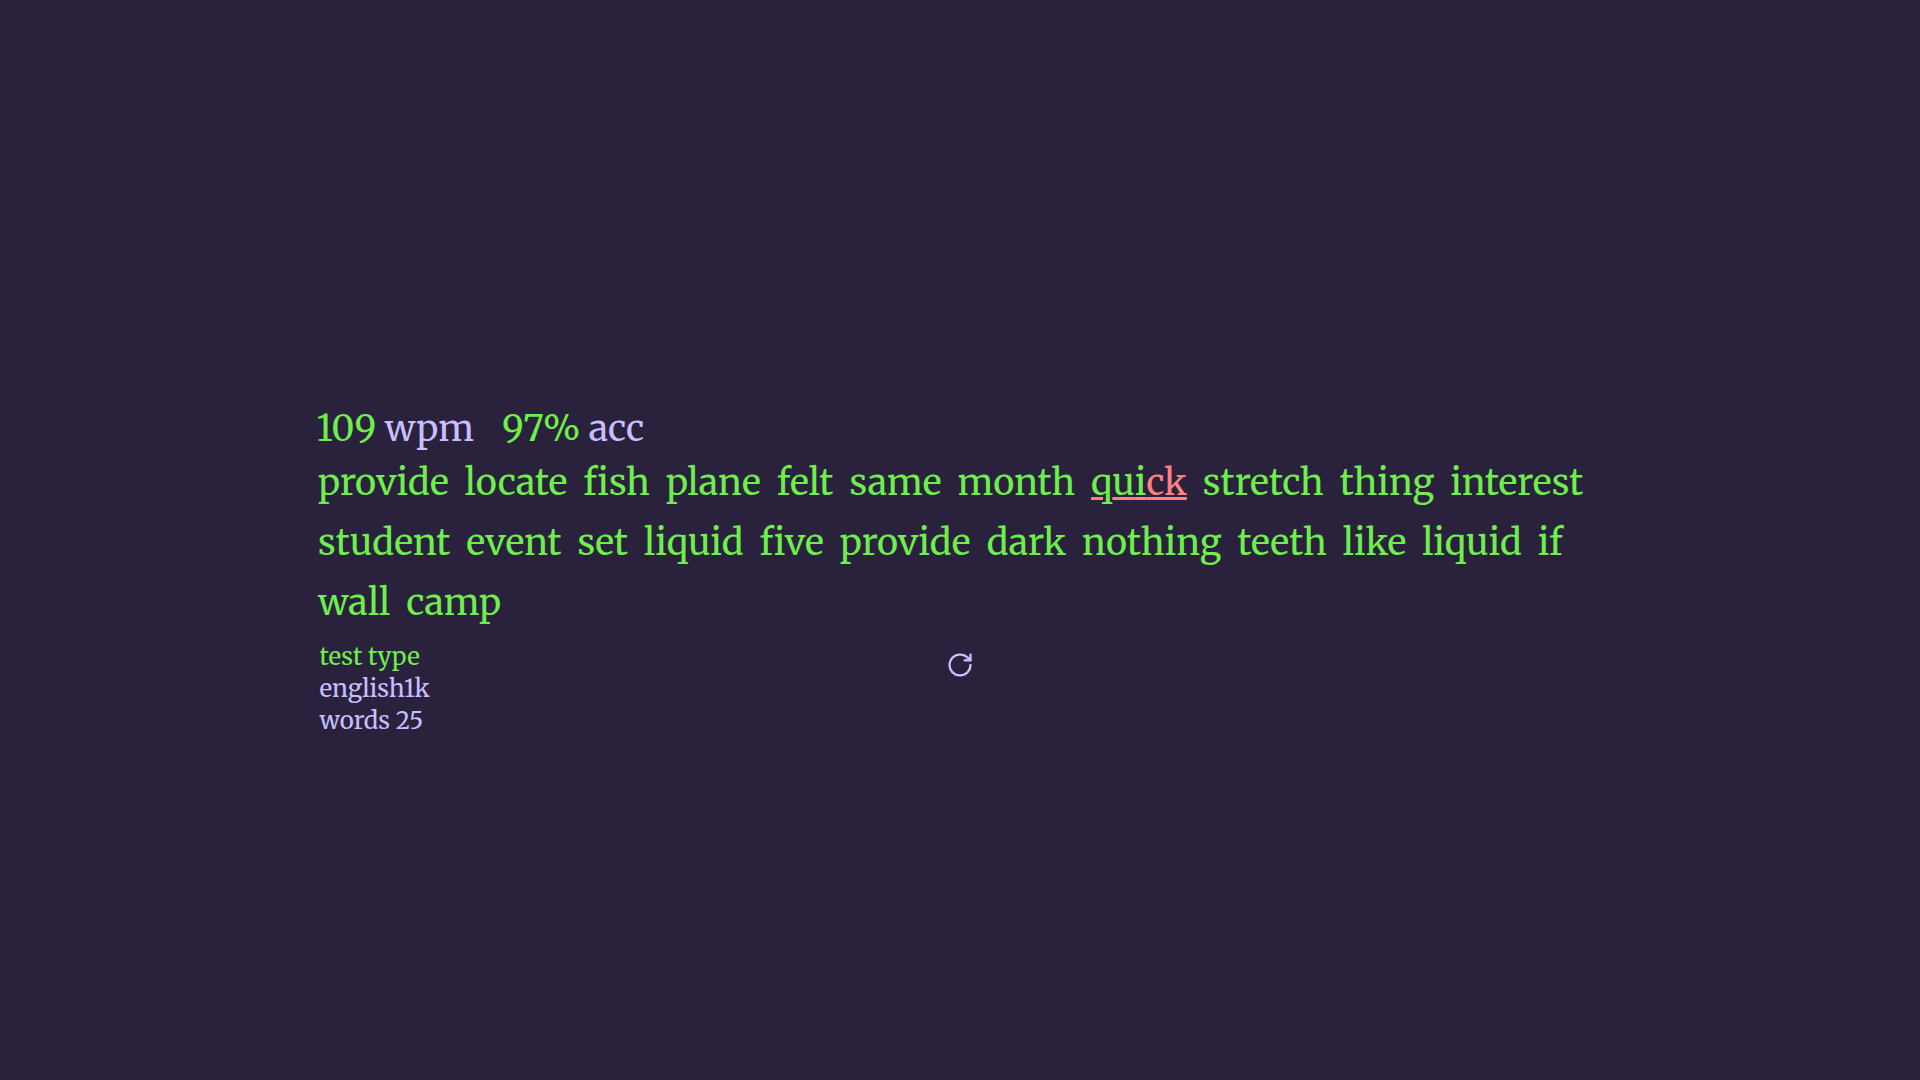 109 wpm 97% acc
provide locate fish plane felt same month quick stretch thing interest
student event set liquid five provide dark nothing teeth like liquid if
wall camp
test type
english1k
words 25